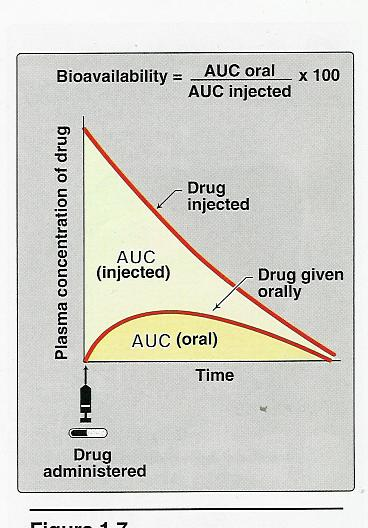 Bioavailability = AUC oral x 100
AUC injected
Plasma concentration of drug
Drug
injected
AUC
(injected)
Drug given
orally
AUC (oral)
Time
Drug
administered
Figure 1.7